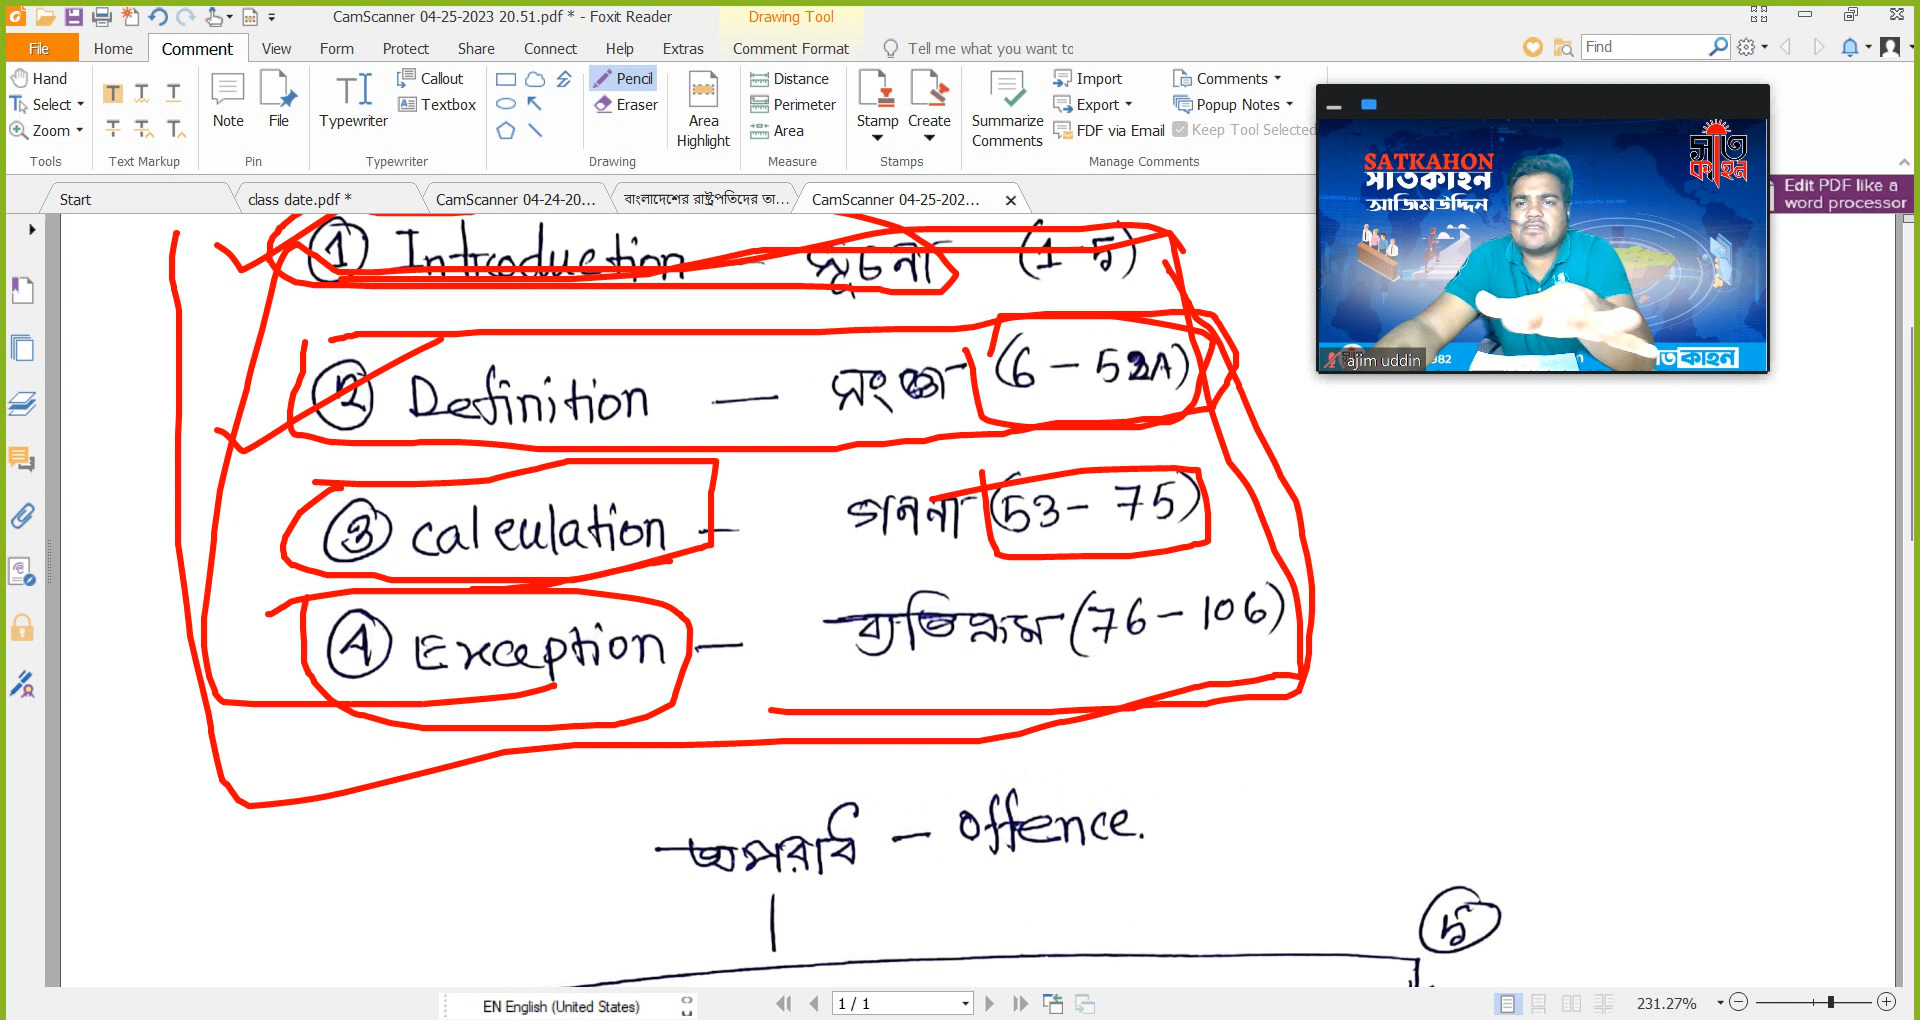 CamScanner 04-25-2023 20.51.pdf * - Foxit Reader
Drawing Tool
File Home Comment View Form Protect Share Connect Help Extras Comment Format Tell me what you want to Find
Hand
Select
Zoom
Tools
Text Markup
Note
File
Pin
Typewriter
Callout
Textbox
Typewriter
Pencil
Eraser
Area Highlight
Drawing
Distance
Perimeter
Area
Measure
Stamp
Create
Stamps
Summarize Comments
Import
Export
FDF via Email
Comments
Popup Notes
Keep Tool Selected
Manage Comments
Start class date.pdf * CamScanner 04-24-20... বাংলাদেশের রাষ্ট্রপতিদের তা... CamScanner 04-25-202...
Edit PDF like a
word processor
SATKAHON
সাতকাহন
আজিমউদ্দিন
সাত
কাহন
ajim uddin
982
তকাহন
① Introduction - সূচনা (1-5)
② Definition — সংজ্ঞা (6 - 52A)
③ calculation - গননা (53 - 75)
④ Exception — ব্যতিক্রম (76 - 106)
অপরাধ - offence.
EN English (United States)
1 / 1
231.27%